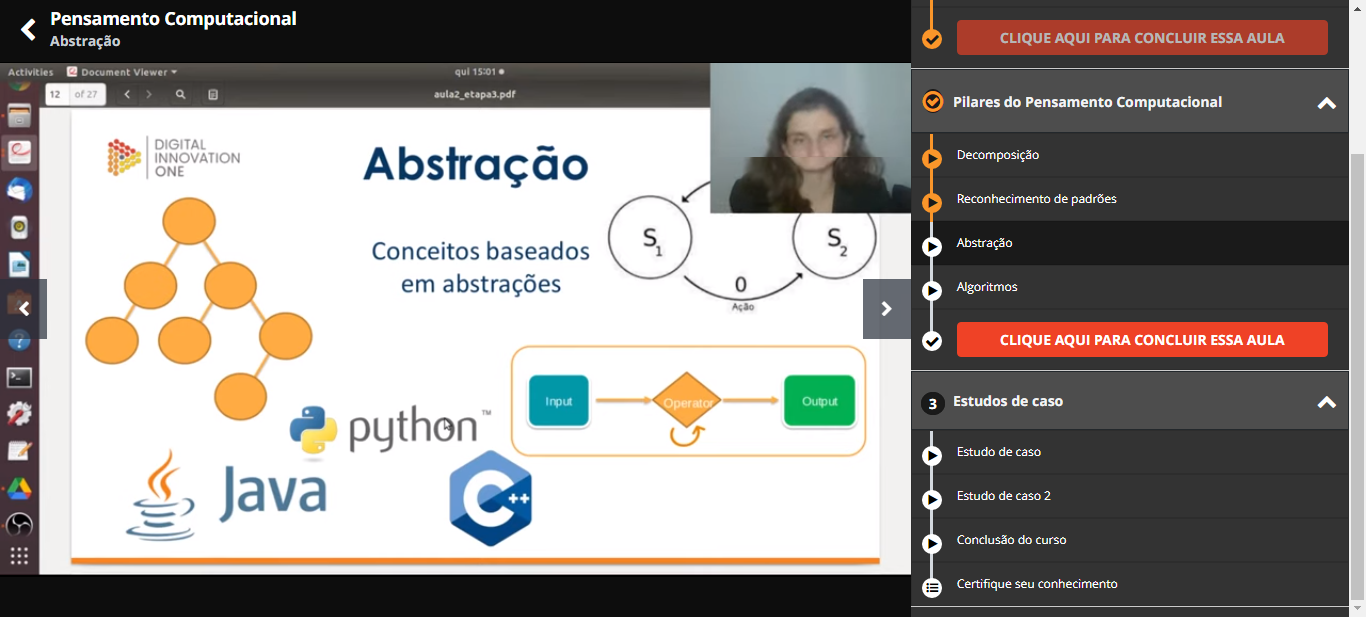 Pensamento Computacional
Abstração
Activities
Document Viewer
qui 15:01
12 of 27
aula2_etapa3.pdf
DIGITAL
INNOVATION
ONE
Abstração
Conceitos baseados
em abstrações
S1
S2
0
Ação
Input
Operator
Output
python™
Java
C++
CLIQUE AQUI PARA CONCLUIR ESSA AULA
Pilares do Pensamento Computacional
Decomposição
Reconhecimento de padrões
Abstração
Algoritmos
CLIQUE AQUI PARA CONCLUIR ESSA AULA
3 Estudos de caso
Estudo de caso
Estudo de caso 2
Conclusão do curso
Certifique seu conhecimento